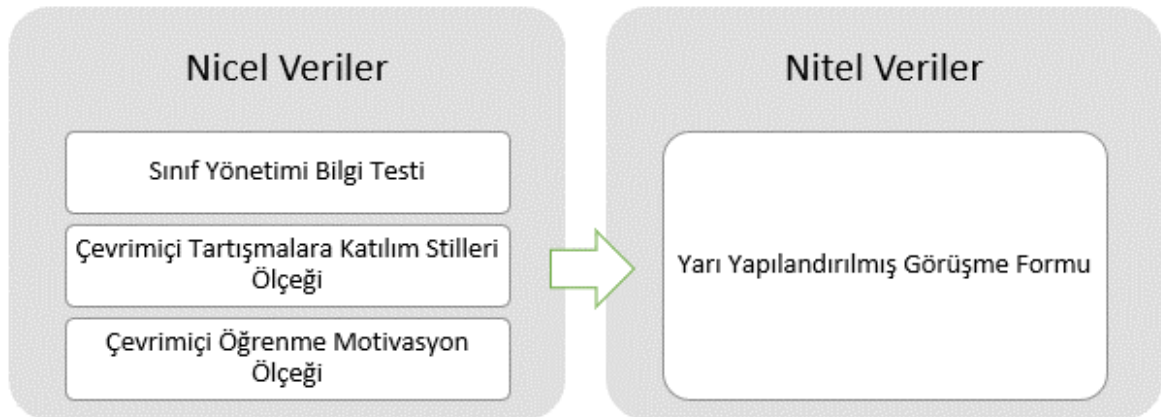 Nicel Veriler
Sınıf Yönetimi Bilgi Testi
Çevrimiçi Tartışmalara Katılım Stilleri
Ölçeği
Çevrimiçi Öğrenme Motivasyon
Ölçeği
Nitel Veriler
Yarı Yapılandırılmış Görüşme Formu